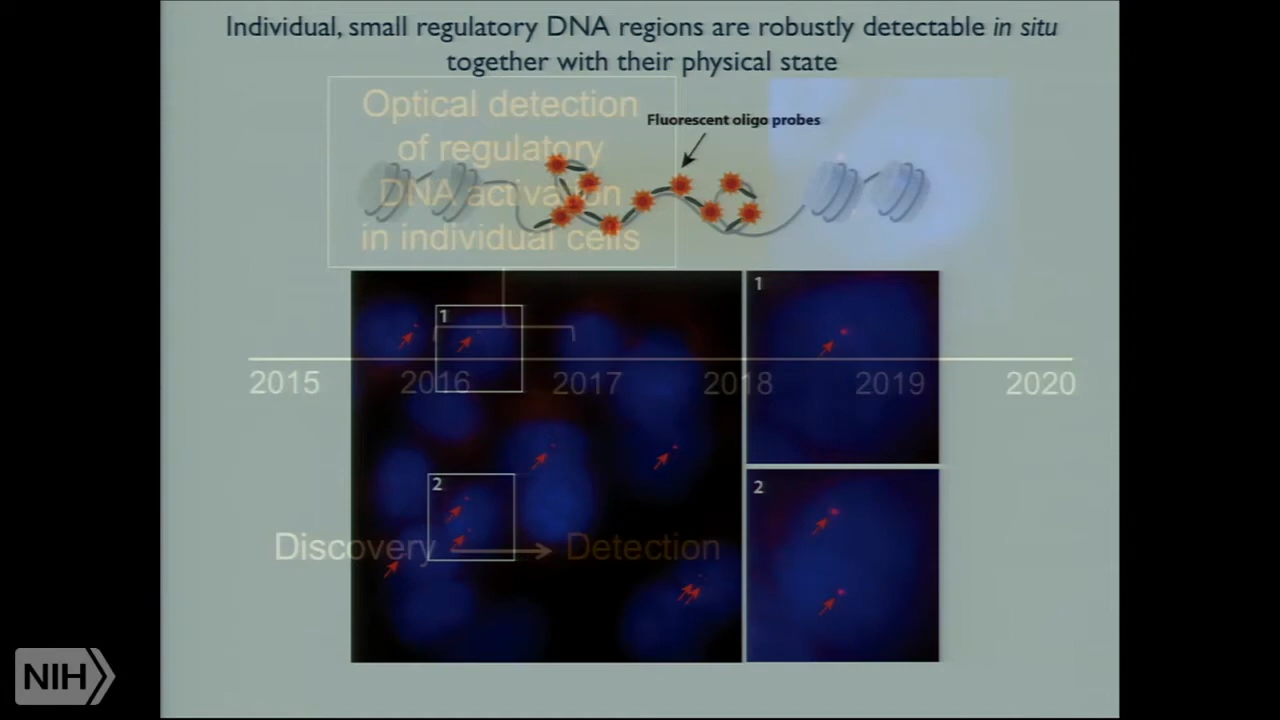 Individual, small regulatory DNA regions are robustly detectable in situ
together with their physical state
Optical detection
of regulatory
DNA activation
in individual cells
Fluorescent oligo probes
1
1
2015 2016 2017 2018 2019 2020
2
2
Discovery Detection
NIH